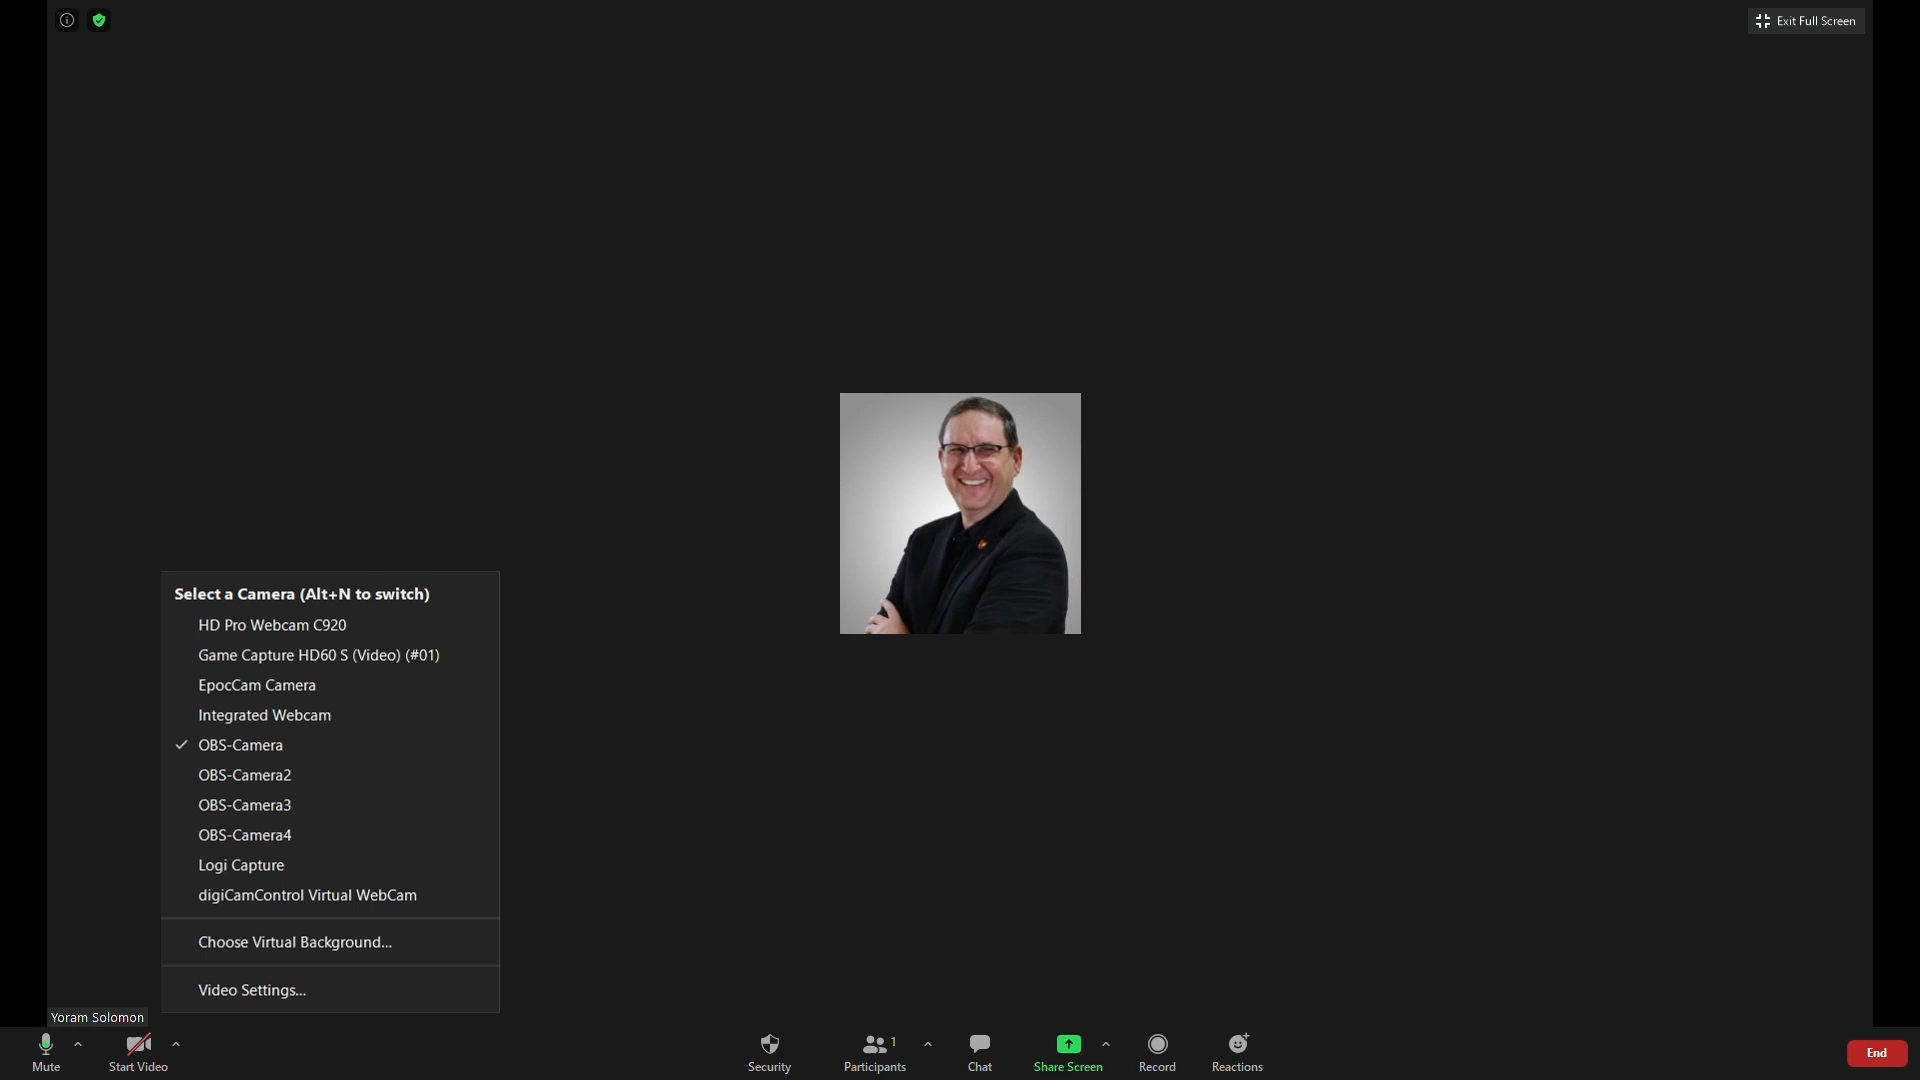 Exit Full Screen
Select a Camera (Alt+N to switch)
HD Pro Webcam C920
Game Capture HD60 S (Video) (#01)
EpocCam Camera
Integrated Webcam
OBS-Camera
OBS-Camera2
OBS-Camera3
OBS-Camera4
Logi Capture
digiCamControl Virtual WebCam
Choose Virtual Background...
Video Settings...
Yoram Solomon
Mute
Start Video
Security
1
Participants
Chat
Share Screen
Record
Reactions
End